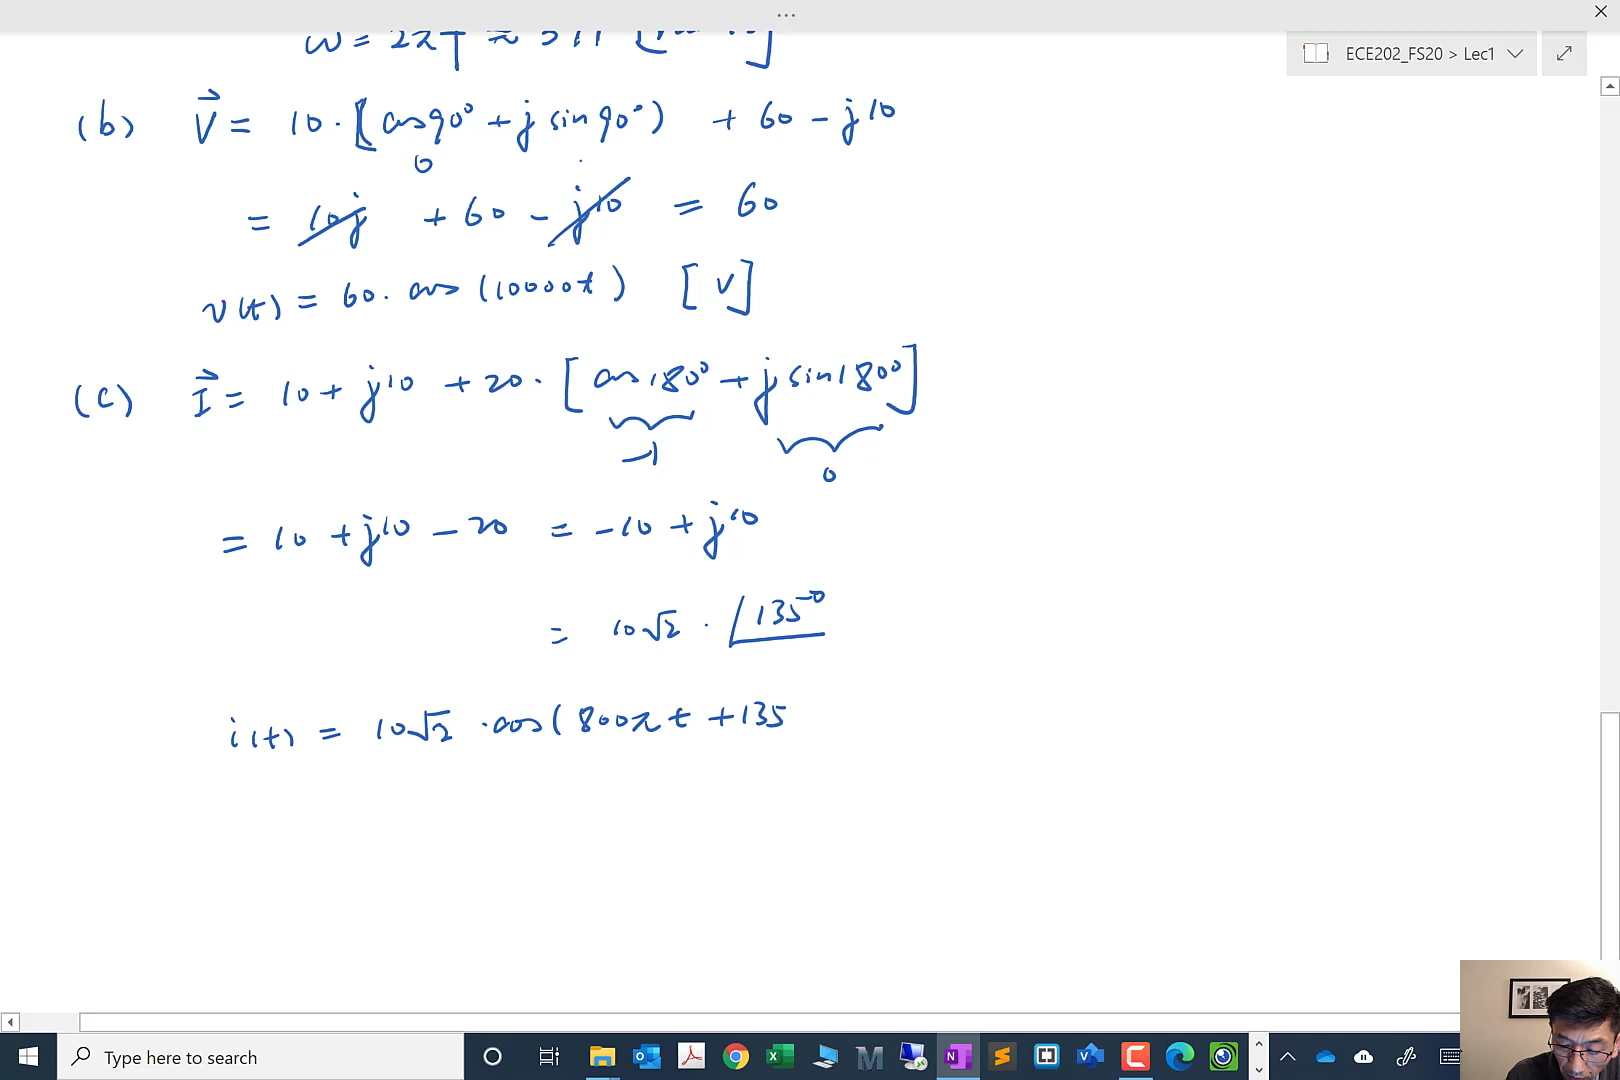 ECE202_FS20 > Lec1
ω = 2πf
(b) V⃗ = 10 · [cos90° + j sin90°) + 60 - j10
0
= 10j + 60 - j10 = 60
v(t) = 60 · cos (10000t) [V]
(c) I⃗ = 10 + j10 + 20 · [cos180° + j sin180°]
-1
0
= 10 + j10 - 20 = -10 + j10
= 10√2 · ∠135°
i(t) = 10√2 · cos( 800πt + 135
Type here to search